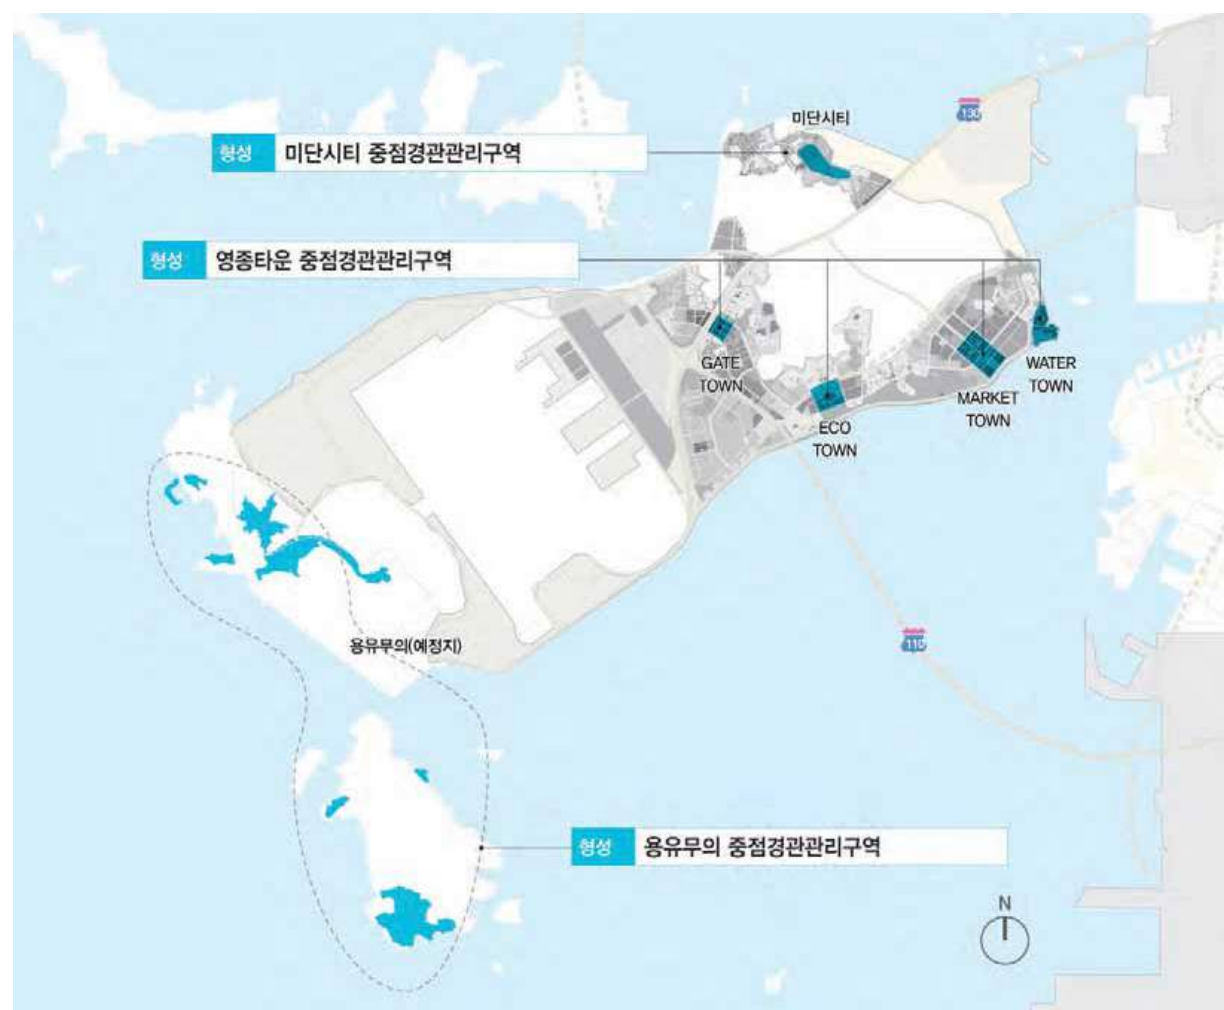 미단시티
130
형성 미단시티 중점경관관리구역
형성 영종타운 중점경관관리구역
GATE
TOWN
ECO
TOWN
MARKET
TOWN
WATER
TOWN
용유무의(예정지)
110
형성 용유무의 중점경관관리구역
N